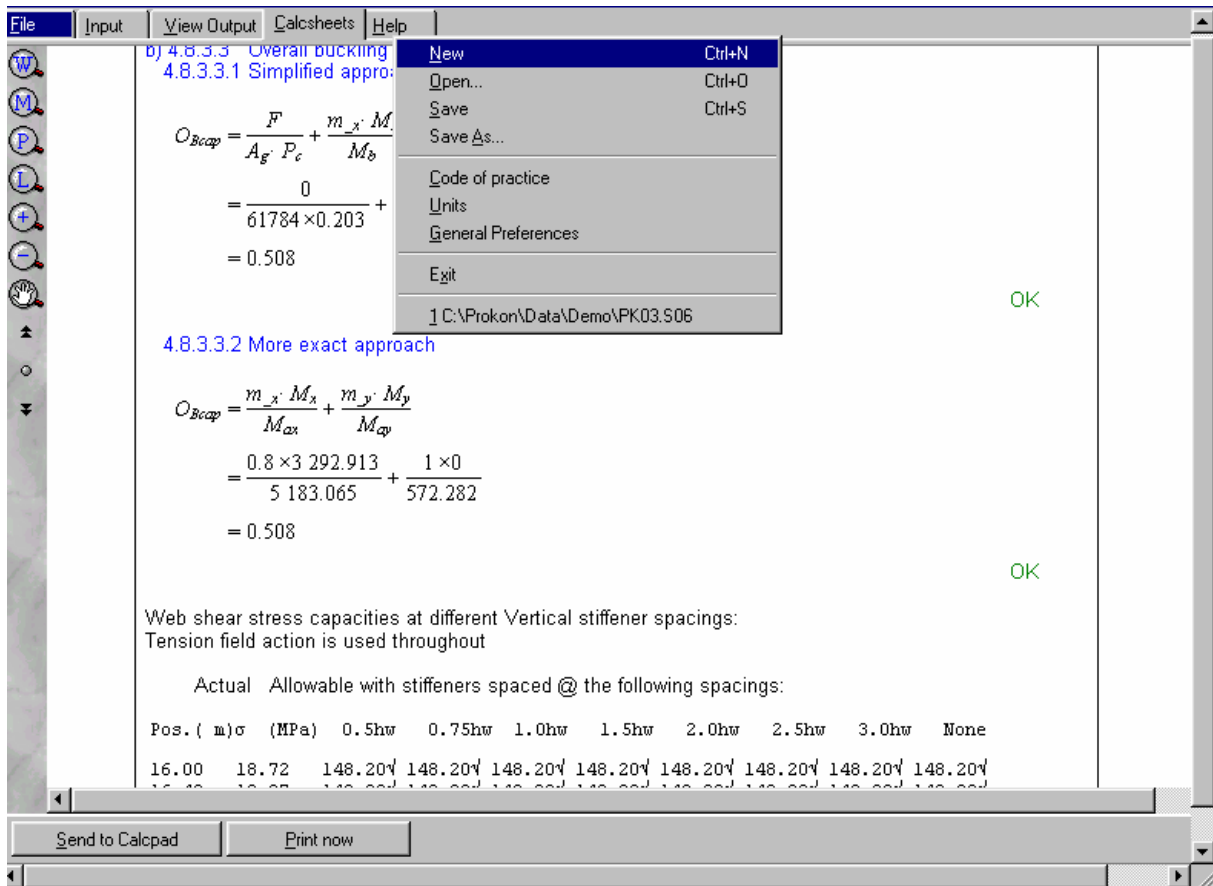 File Input View Output Calcsheets Help
W
M
P
L
b) 4.8.3.3 Overall buckling
4.8.3.3.1 Simplified
New Ctrl+N
Open... Ctrl+O
Save Ctrl+S
Save As...
Code of practice
Units
General Preferences
Exit
1 C:\Prokon\Data\Demo\PK03.S06
O_Bcap = F / (A_g · P_c) + m_x · M / M_b
= 0 / (61784 ×0.203) +
= 0.508
OK
4.8.3.3.2 More exact approach
O_Bcap = m_x · M_x / M_ax + m_y · M_y / M_ay
= 0.8 ×3 292.913 / 5 183.065 + 1 ×0 / 572.282
= 0.508
OK
Web shear stress capacities at different Vertical stiffener spacings:
Tension field action is used throughout
Actual Allowable with stiffeners spaced @ the following spacings:
Pos.( m)σ (MPa) 0.5hw 0.75hw 1.0hw 1.5hw 2.0hw 2.5hw 3.0hw None
16.00 18.72 148.20√ 148.20√ 148.20√ 148.20√ 148.20√ 148.20√ 148.20√ 148.20√
Send to Calcpad Print now